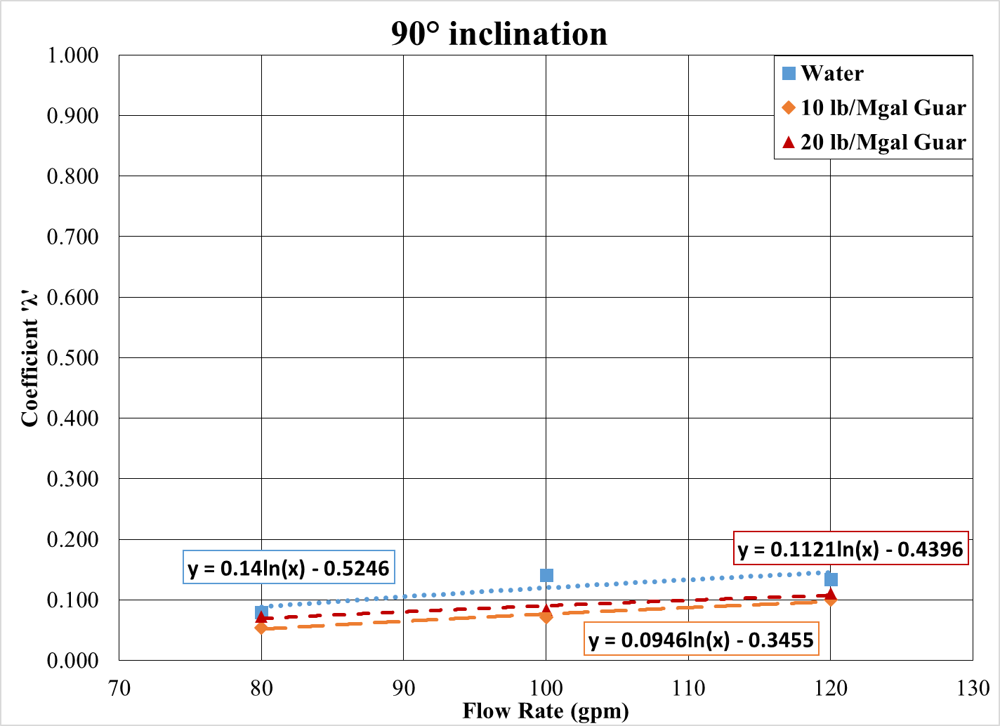 90° inclination
1.000
0.900
0.800
0.700
0.600
0.500
0.400
0.300
0.200
0.100
0.000
Coefficient 'λ'
Water
10 lb/Mgal Guar
20 lb/Mgal Guar
y = 0.14ln(x) - 0.5246
y = 0.1121ln(x) - 0.4396
y = 0.0946ln(x) - 0.3455
70 80 90 100 110 120 130
Flow Rate (gpm)